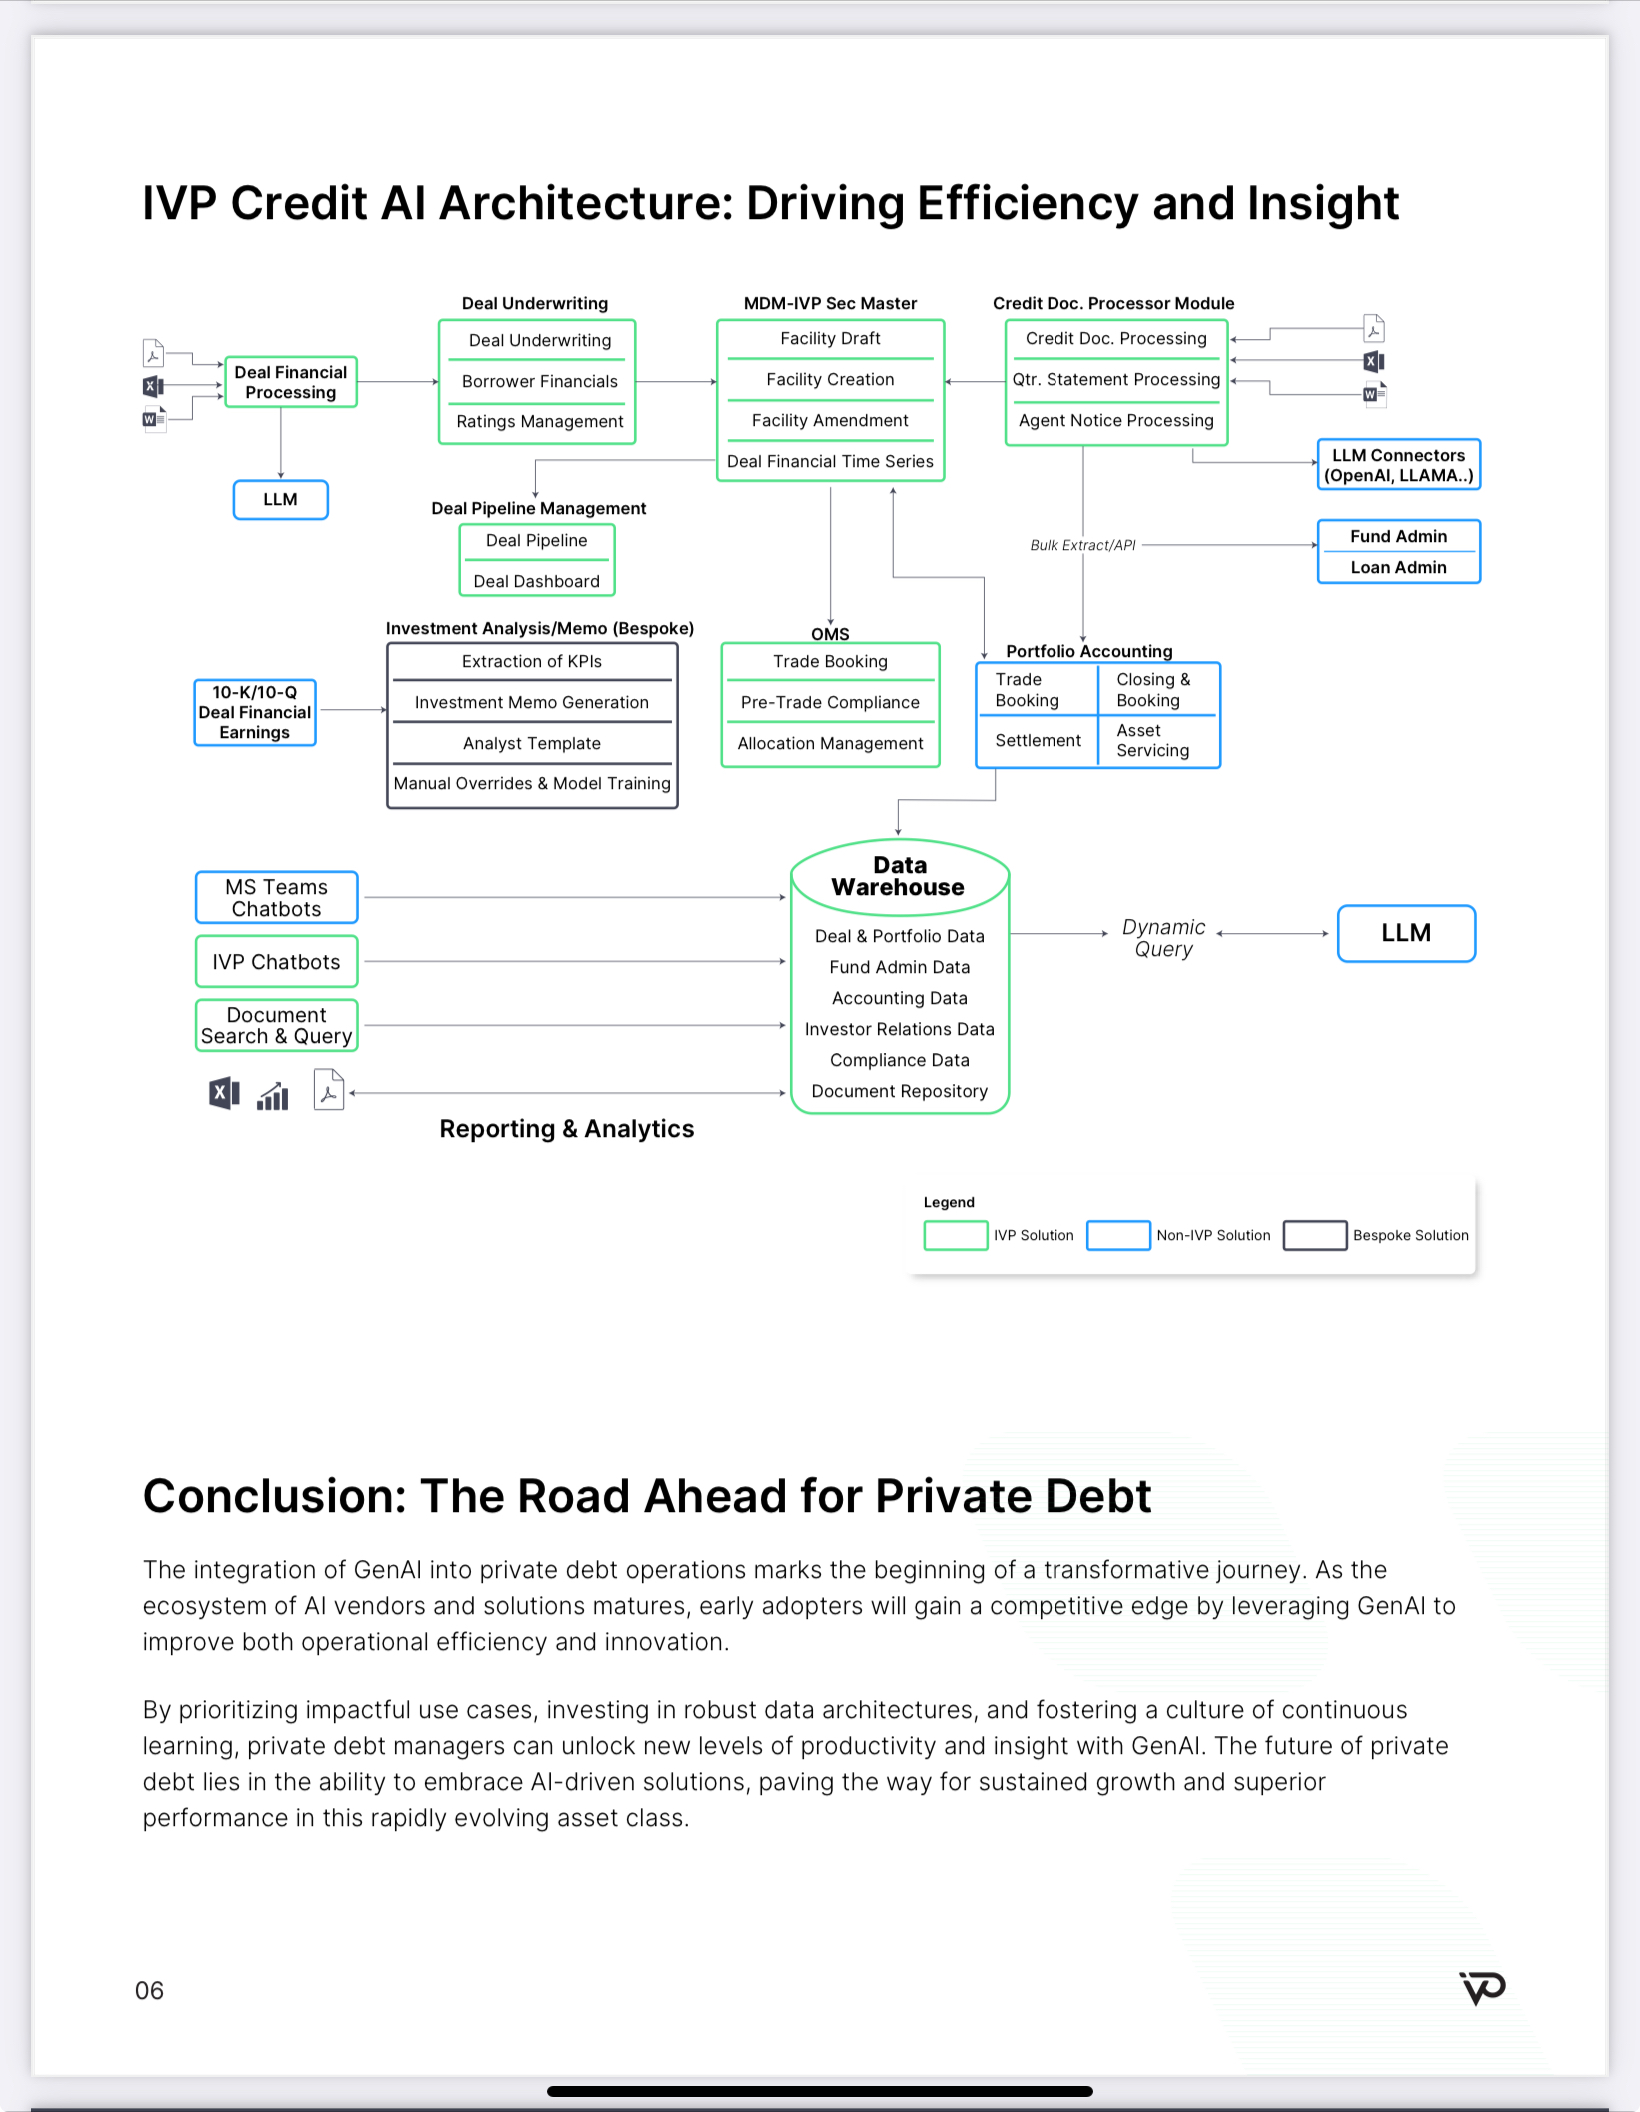 IVP Credit AI Architecture: Driving Efficiency and Insight
Deal Financial
Processing
LLM
Deal Underwriting
Deal Underwriting
Borrower Financials
Ratings Management
MDM-IVP Sec Master
Facility Draft
Facility Creation
Facility Amendment
Deal Financial Time Series
Credit Doc. Processor Module
Credit Doc. Processing
Qtr. Statement Processing
Agent Notice Processing
LLM Connectors
(OpenAI, LLAMA..)
Bulk Extract/API
Fund Admin
Loan Admin
Deal Pipeline Management
Deal Pipeline
Deal Dashboard
10-K/10-Q
Deal Financial
Earnings
Investment Analysis/Memo (Bespoke)
Extraction of KPIs
Investment Memo Generation
Analyst Template
Manual Overrides & Model Training
OMS
Trade Booking
Pre-Trade Compliance
Allocation Management
Portfolio Accounting
Trade
Booking
Closing &
Booking
Settlement
Asset
Servicing
MS Teams
Chatbots
IVP Chatbots
Document
Search & Query
X
Reporting & Analytics
Data
Warehouse
Deal & Portfolio Data
Fund Admin Data
Accounting Data
Investor Relations Data
Compliance Data
Document Repository
Dynamic
Query
LLM
Legend
IVP Solution
Non-IVP Solution
Bespoke Solution
Conclusion: The Road Ahead for Private Debt
The integration of GenAI into private debt operations marks the beginning of a transformative journey. As the
ecosystem of AI vendors and solutions matures, early adopters will gain a competitive edge by leveraging GenAI to
improve both operational efficiency and innovation.
By prioritizing impactful use cases, investing in robust data architectures, and fostering a culture of continuous
learning, private debt managers can unlock new levels of productivity and insight with GenAI. The future of private
debt lies in the ability to embrace AI-driven solutions, paving the way for sustained growth and superior
performance in this rapidly evolving asset class.
06